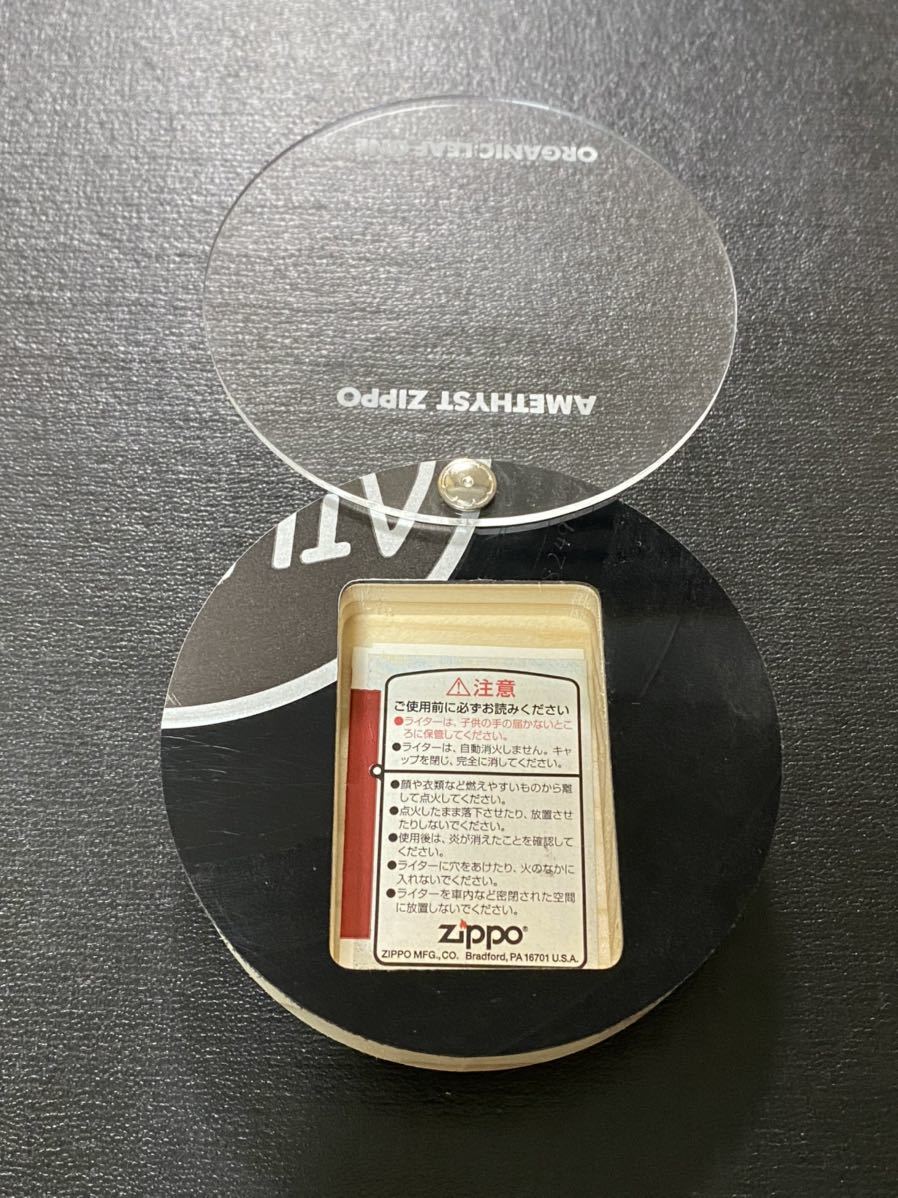 ORGANIC LEAF LINE
AMETHYST ZIPPO
⚠注意
ご使用前に必ずお読みください
●ライターは、子供の手の届かないとこ
ろに保管してください。
●ライターは、自動消火しません。キャ
ップを閉じ、完全に消してください。
●顔や衣類など燃えやすいものから離
して点火してください。
●点火したまま落下させたり、放置させ
たりしないでください。
●使用後は、炎が消えたことを確認して
ください。
●ライターに穴をあけたり、火のなかに
入れないでください。
●ライターを車内など密閉された空間
に放置しないでください。
zippo®
ZIPPO MFG.,CO. Bradford, PA 16701 U.S.A.